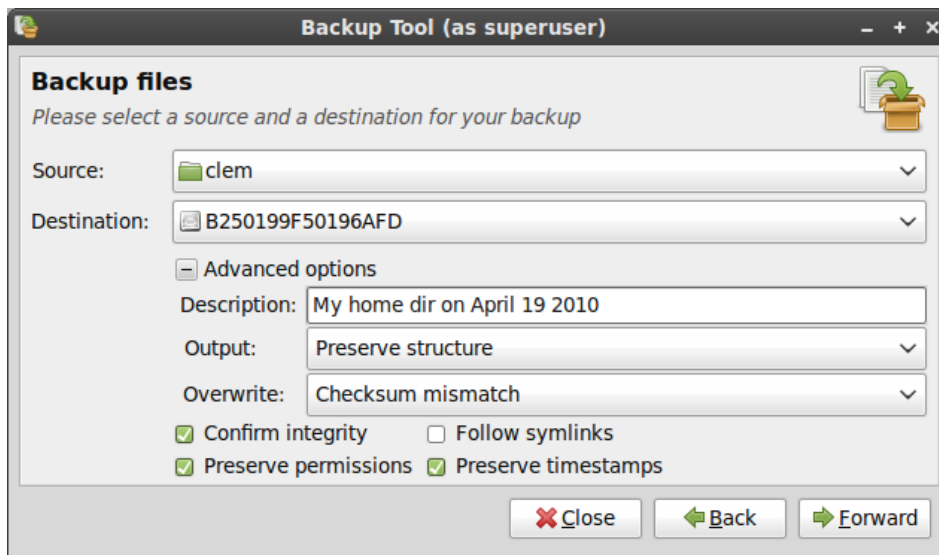 Backup Tool (as superuser)
Backup files
Please select a source and a destination for your backup
Source: clem
Destination: B250199F50196AFD
Advanced options
Description: My home dir on April 19 2010
Output: Preserve structure
Overwrite: Checksum mismatch
Confirm integrity Follow symlinks
Preserve permissions Preserve timestamps
Close Back Forward